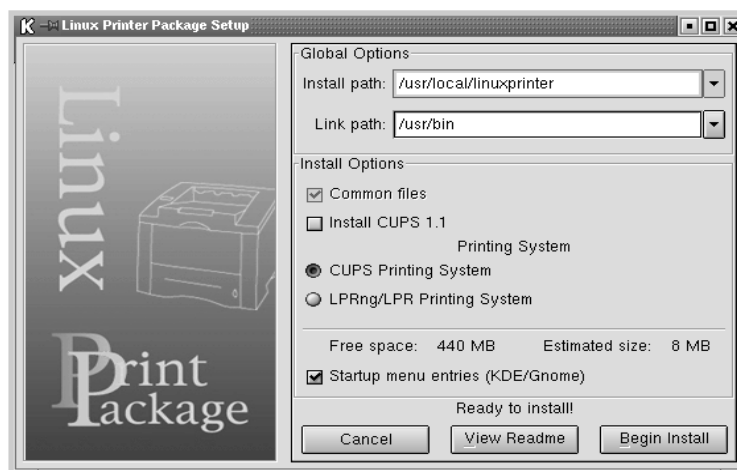 Linux Printer Package Setup
Linux
Print
Package
Global Options
Install path: /usr/local/linuxprinter
Link path: /usr/bin
Install Options
Common files
Install CUPS 1.1
Printing System
CUPS Printing System
LPRng/LPR Printing System
Free space: 440 MB Estimated size: 8 MB
Startup menu entries (KDE/Gnome)
Ready to install!
Cancel View Readme Begin Install